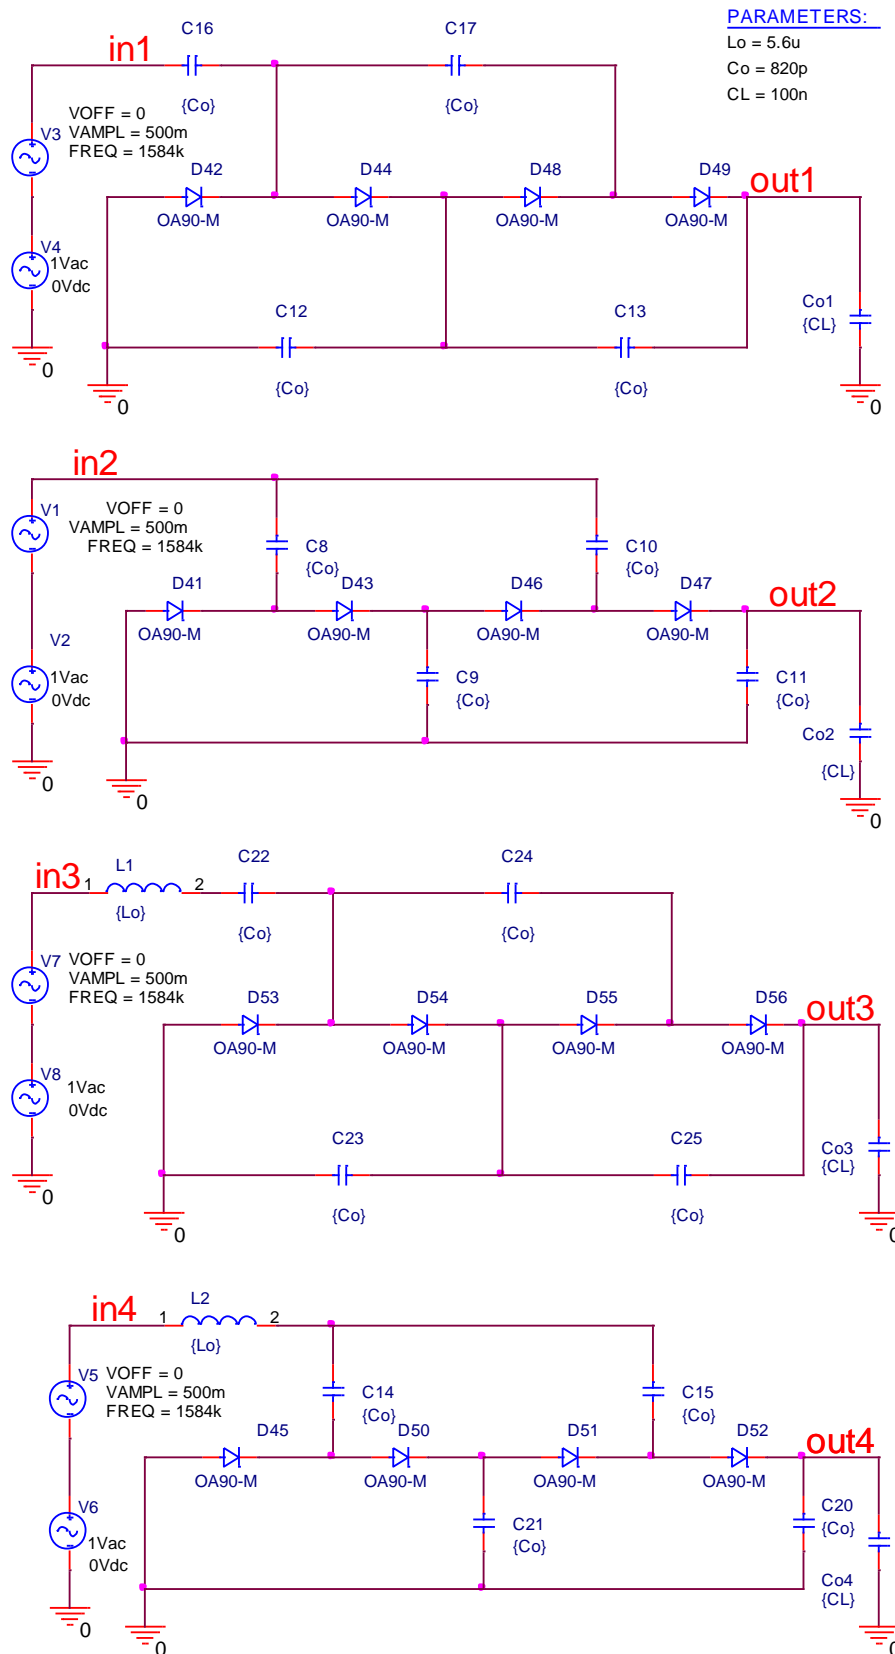 PARAMETERS:
Lo = 5.6u
Co = 820p
CL = 100n
C16
C17
in1
{Co}
{Co}
VOFF = 0
VAMPL = 500m
FREQ = 1584k
V3
D42
D44
D48
D49
out1
OA90-M
OA90-M
OA90-M
OA90-M
V4
1Vac
0Vdc
C12
C13
Co1
{CL}
{Co}
{Co}
0
0
0
in2
V1
VOFF = 0
VAMPL = 500m
FREQ = 1584k
C8
{Co}
C10
{Co}
D41
D43
D46
D47
out2
OA90-M
OA90-M
OA90-M
OA90-M
V2
1Vac
0Vdc
C9
{Co}
C11
{Co}
Co2
{CL}
0
0
0
in3
L1
1
2
{Lo}
C22
C24
{Co}
{Co}
V7
VOFF = 0
VAMPL = 500m
FREQ = 1584k
D53
D54
D55
D56
out3
OA90-M
OA90-M
OA90-M
OA90-M
V8
1Vac
0Vdc
C23
C25
Co3
{CL}
{Co}
{Co}
0
0
0
in4
L2
1
2
{Lo}
V5
VOFF = 0
VAMPL = 500m
FREQ = 1584k
C14
{Co}
C15
{Co}
D45
D50
D51
D52
out4
OA90-M
OA90-M
OA90-M
OA90-M
V6
1Vac
0Vdc
C21
{Co}
C20
{Co}
Co4
{CL}
0
0
0